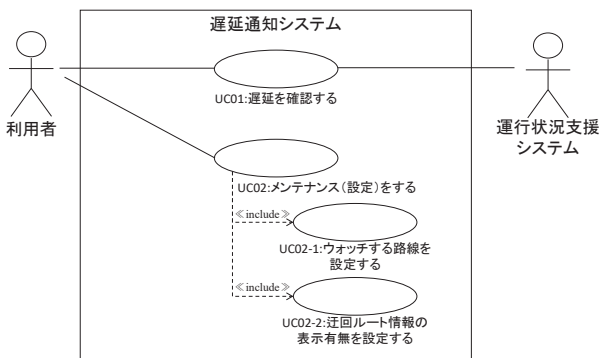 遅延通知システム
UC01:遅延を確認する
利用者
運行状況支援
システム
UC02:メンテナンス(設定)をする
≪include≫
UC02-1:ウォッチする路線を
設定する
≪include≫
UC02-2:迂回ルート情報の
表示有無を設定する